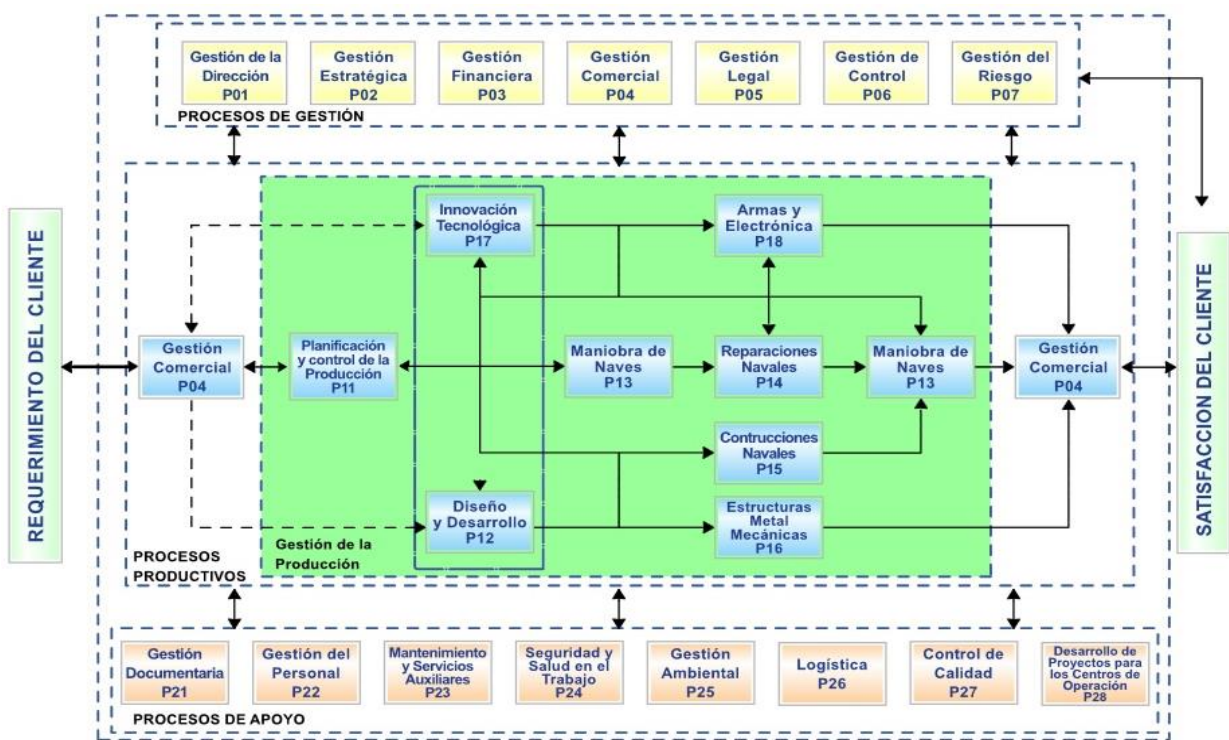 Gestión de la
Dirección
P01
Gestión
Estratégica
P02
Gestión
Financiera
P03
Gestión
Comercial
P04
Gestión
Legal
P05
Gestión de
Control
P06
Gestión del
Riesgo
P07
PROCESOS DE GESTIÓN
REQUERIMIENTO DEL CLIENTE
Gestión
Comercial
P04
Planificación
y control de la
Producción
P11
Innovación
Tecnológica
P17
Diseño
y Desarrollo
P12
Maniobra de
Naves
P13
Armas y
Electrónica
P18
Reparaciones
Navales
P14
Contrucciones
Navales
P15
Estructuras
Metal
Mecánicas
P16
Maniobra de
Naves
P13
Gestión
Comercial
P04
SATISFACCION DEL CLIENTE
Gestión de la
Producción
PROCESOS
PRODUCTIVOS
Gestión
Documentaria
P21
Gestión del
Personal
P22
Mantenimiento
y Servicios
Auxiliares
P23
Seguridad y
Salud en el
Trabajo
P24
Gestión
Ambiental
P25
Logística
P26
Control de
Calidad
P27
Desarrollo de
Proyectos para
los Centros de
Operación
P28
PROCESOS DE APOYO